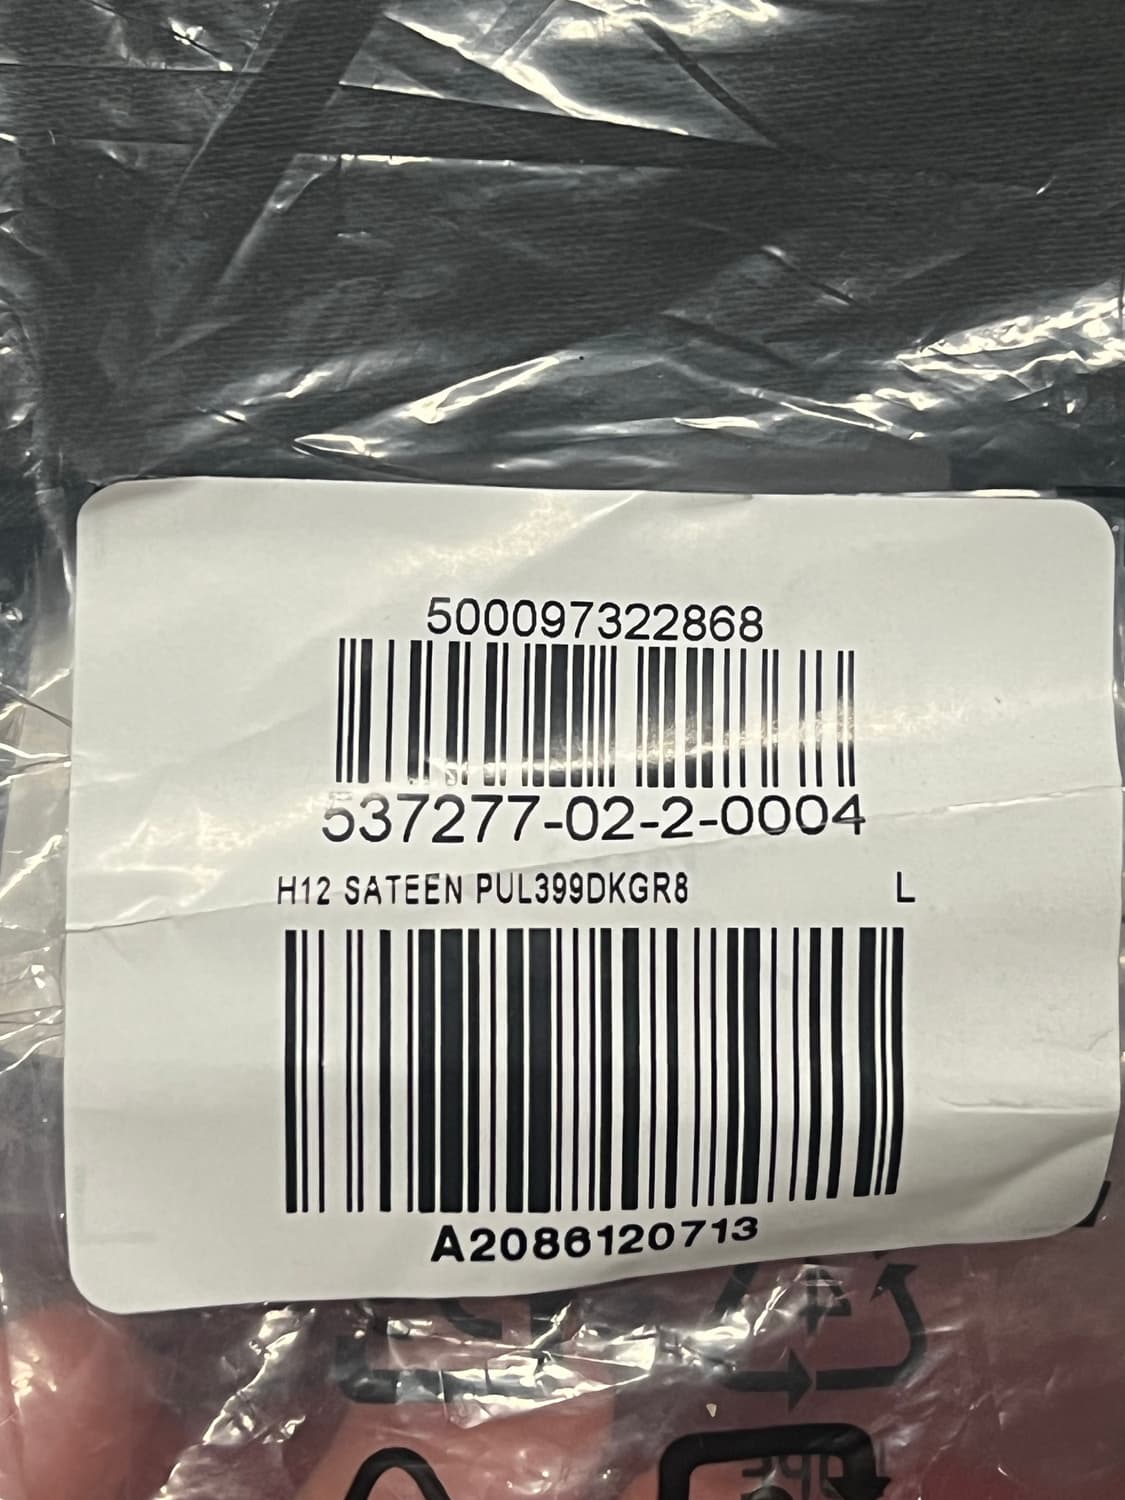 500097322868
537277-02-2-0004
H12 SATEEN PUL399DKGR8 L
A2086120713